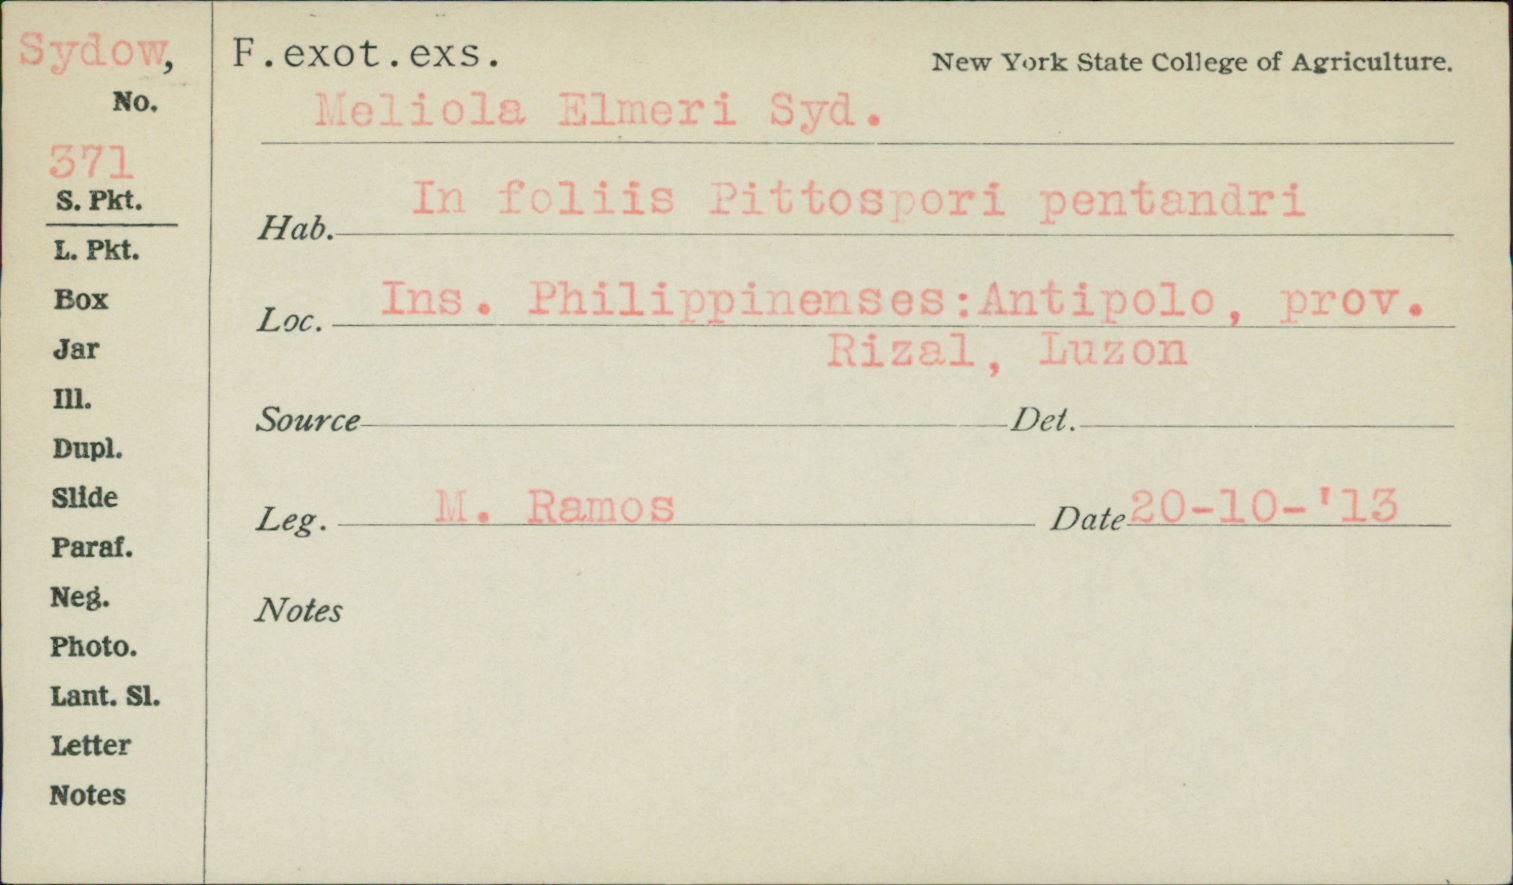 Sydow, F.exot.exs.
New York State College of Agriculture.
No.
Meliola Elmeri Syd.
371
S. Pkt.
Hab. In foliis Pittospori pentandri
L. Pkt.
Box
Loc. Ins. Philippinenses:Antipolo, prov.
Jar
Rizal, Luzon
Ill.
Source Det.
Dupl.
Slide
Leg. M. Ramos Date 20-10-'13
Paraf.
Neg.
Notes
Photo.
Lant. Sl.
Letter
Notes